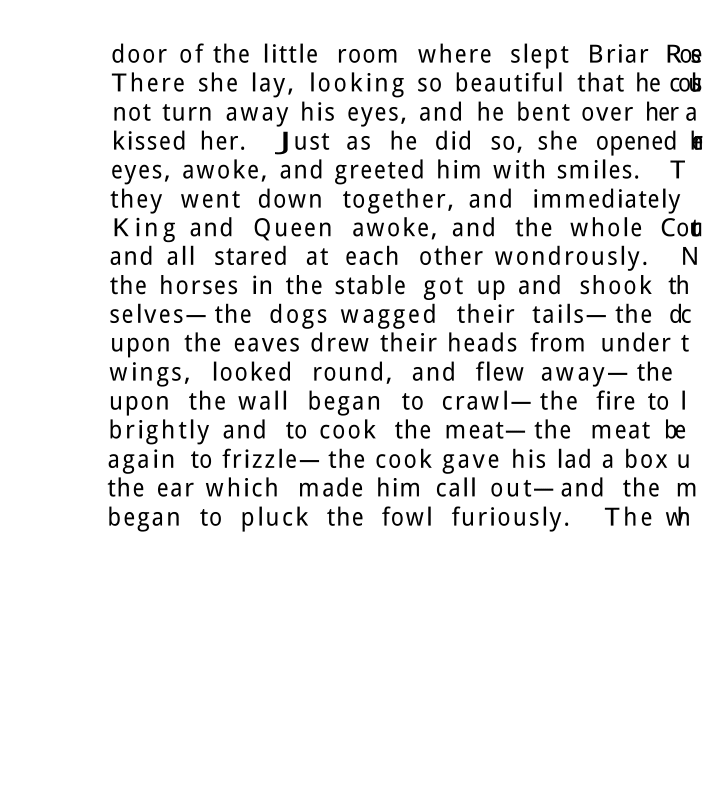 door of the little room where slept Briar Rose
There she lay, looking so beautiful that he
not turn away his eyes, and he bent over her a
kissed her. Just as he did so, she opened
eyes, awoke, and greeted him with smiles. T
they went down together, and immediately
King and Queen awoke, and the whole
and all stared at each other wondrously. N
the horses in the stable got up and shook th
selves—the dogs wagged their tails—the
upon the eaves drew their heads from under t
wings, looked round, and flew away—the
upon the wall began to crawl—the fire to l
brightly and to cook the meat—the meat be
again to frizzle—the cook gave his lad a box u
the ear which made him call out—and the m
began to pluck the fowl furiously. The wh